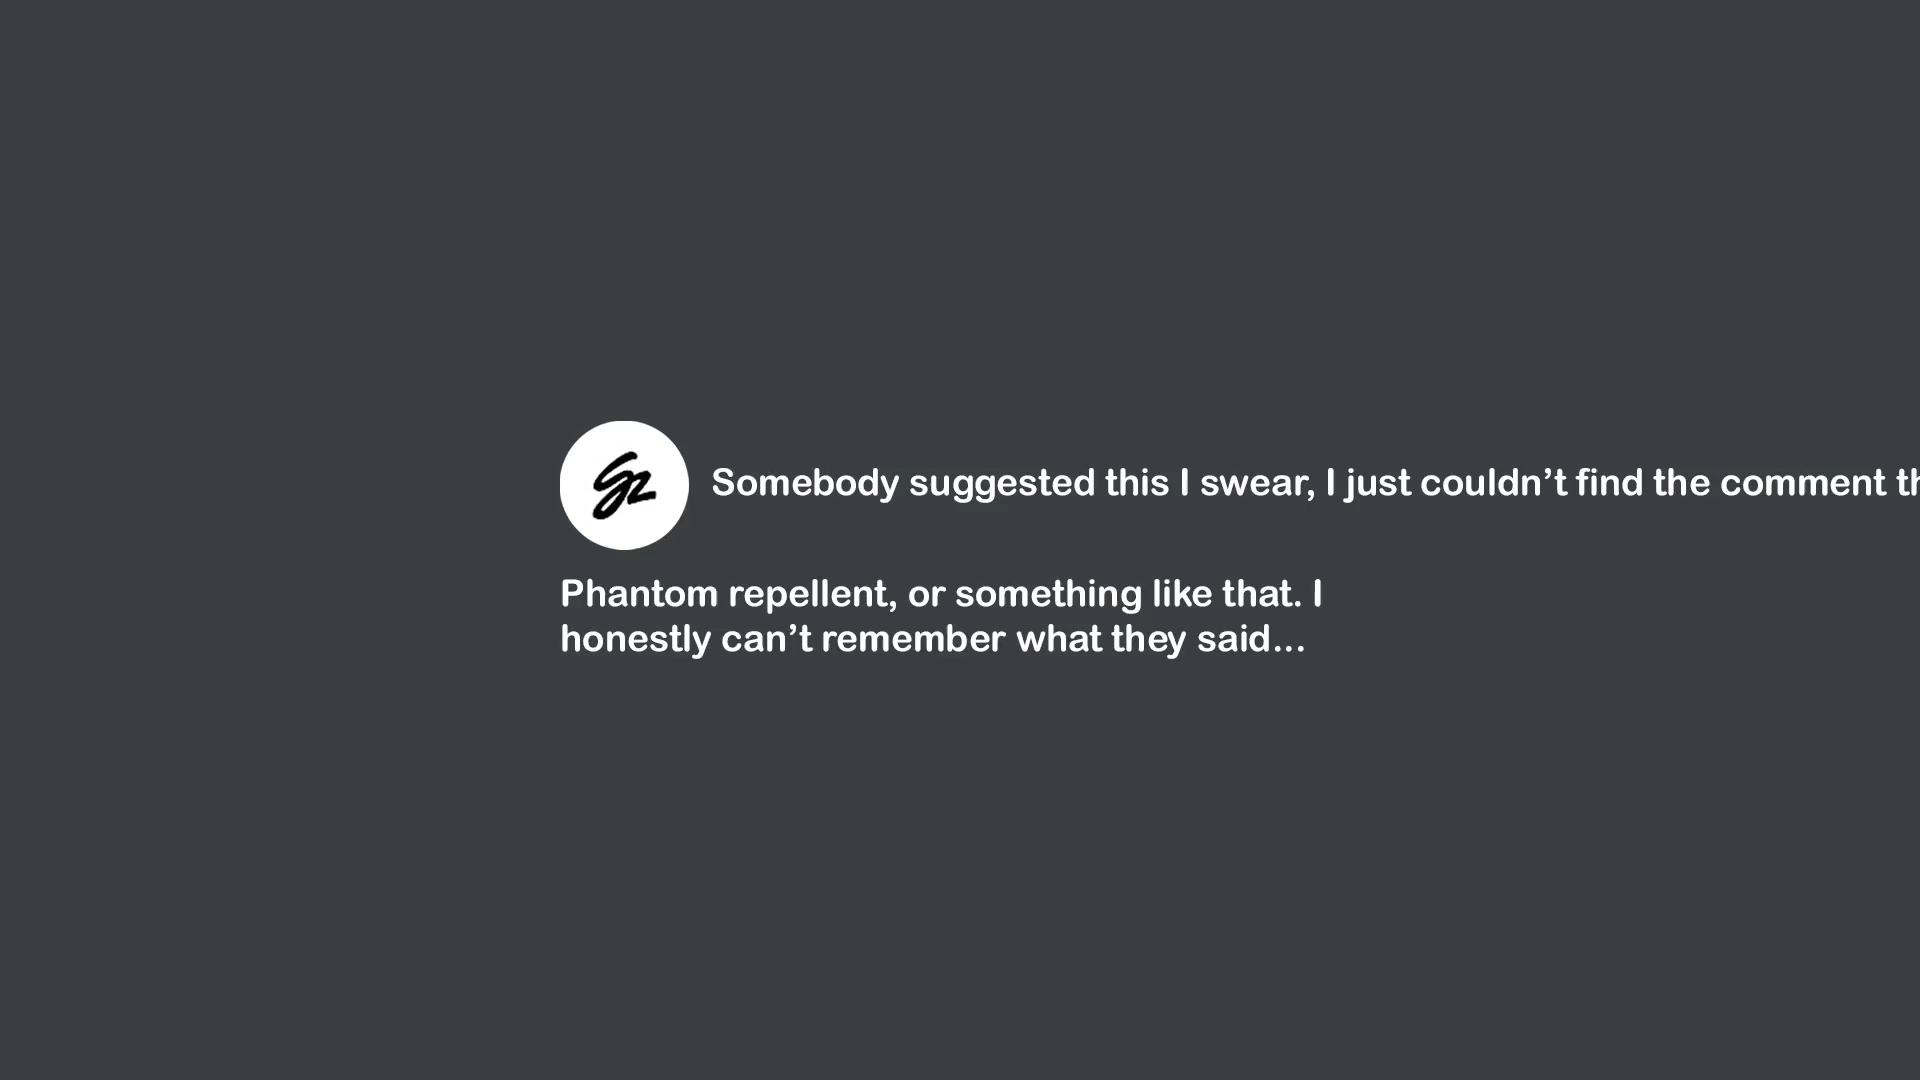 Somebody suggested this I swear, I just couldn’t find the comment
Phantom repellent, or something like that. I
honestly can’t remember what they said...